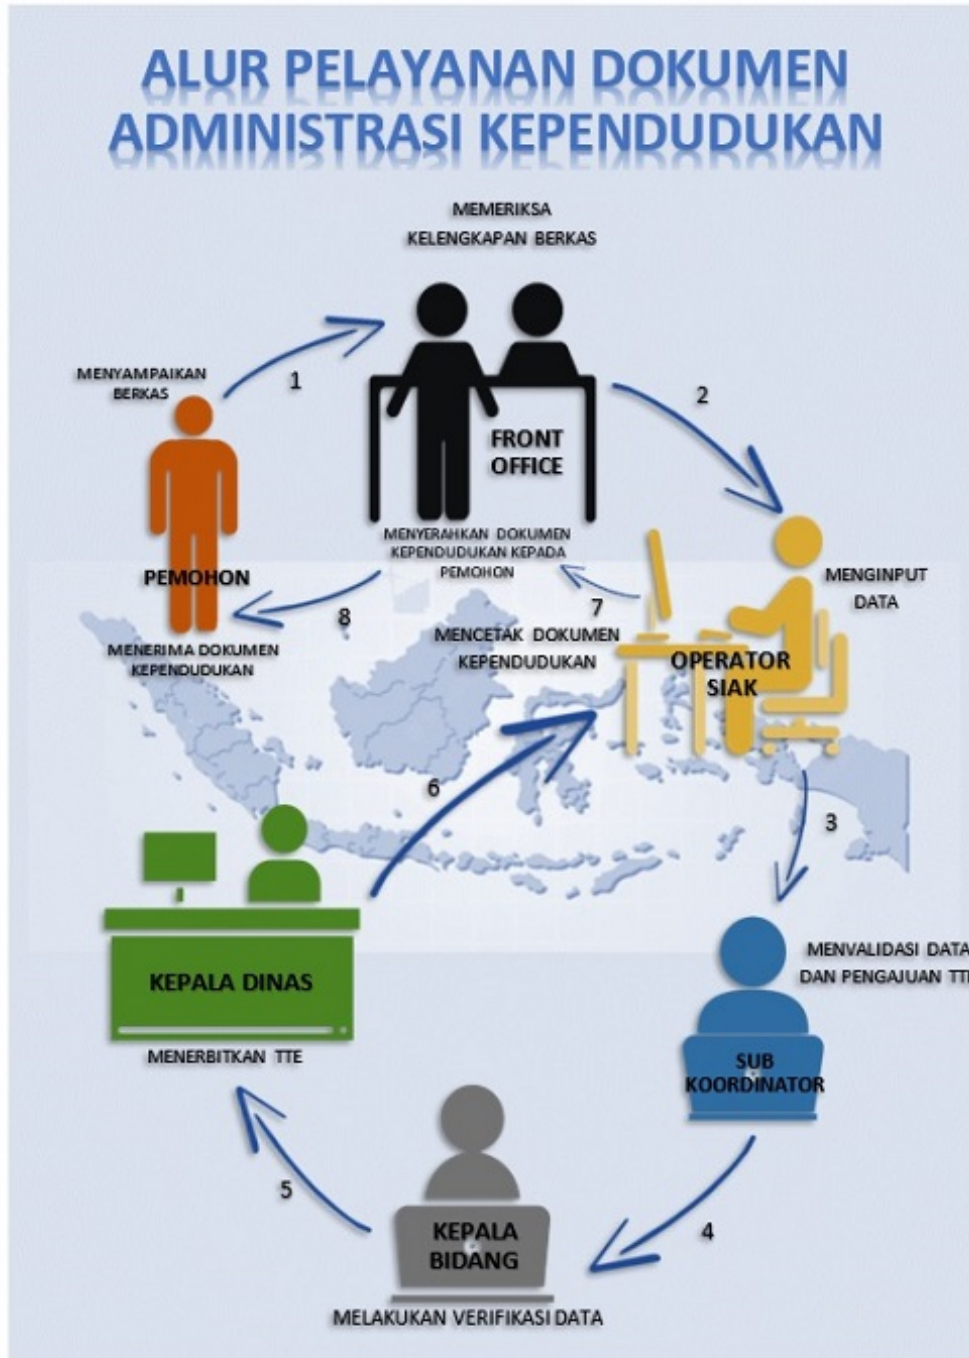 ALUR PELAYANAN DOKUMEN
ADMINISTRASI KEPENDUDUKAN
MEMERIKSA
KELENGKAPAN BERKAS
MENYAMPAIKAN
BERKAS
1
2
FRONT
OFFICE
PEMOHON
MENERIMA DOKUMEN
KEPENDUDUKAN
MENYERAHKAN DOKUMEN
KEPENDUDUKAN KEPADA
PEMOHON
8
7
MENCETAK DOKUMEN
KEPENDUDUKAN
MENGINPUT
DATA
OPERATOR
SIAK
6
3
KEPALA DINAS
MENERBITKAN TTE
MENVALIDASI DATA
DAN PENGAJUAN TTE
SUB
KOORDINATOR
5
4
KEPALA
BIDANG
MELAKUKAN VERIFIKASI DATA